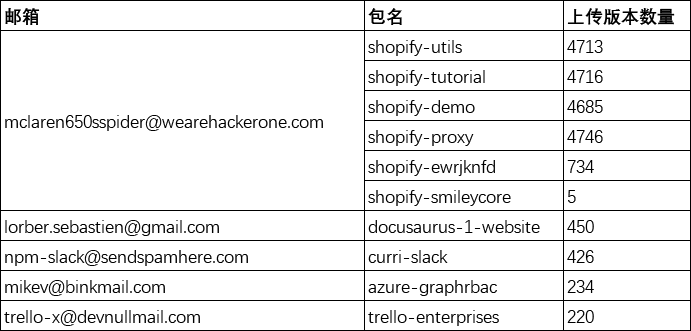 邮箱 包名 上传版本数量
mclaren650sspider@wearehackerone.com
shopify-utils 4713
shopify-tutorial 4716
shopify-demo 4685
shopify-proxy 4746
shopify-ewrjknfd 734
shopify-smileycore 5
lorber.sebastien@gmail.com docusaurus-1-website 450
npm-slack@sendspamhere.com curri-slack 426
mikev@binkmail.com azure-graphrbac 234
trello-x@devnullmail.com trello-enterprises 220